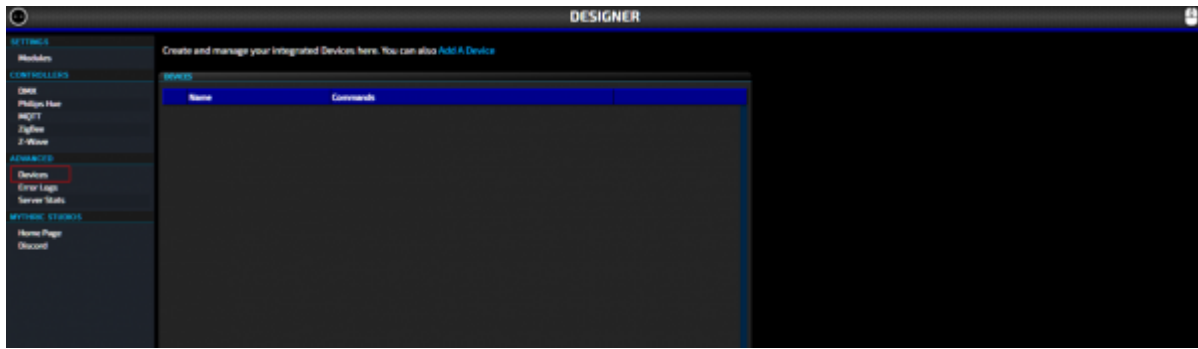 DESIGNER
SETTINGS
Modules
CONTROLLERS
DMX
Philips Hue
MQTT
ZigBee
Z-Wave
ADVANCED
Devices
Error Logs
Server Stats
MYTHRIC STUDIOS
Home Page
Discord
Create and manage your integrated Devices here. You can also Add A Device
DEVICES
Name Commands